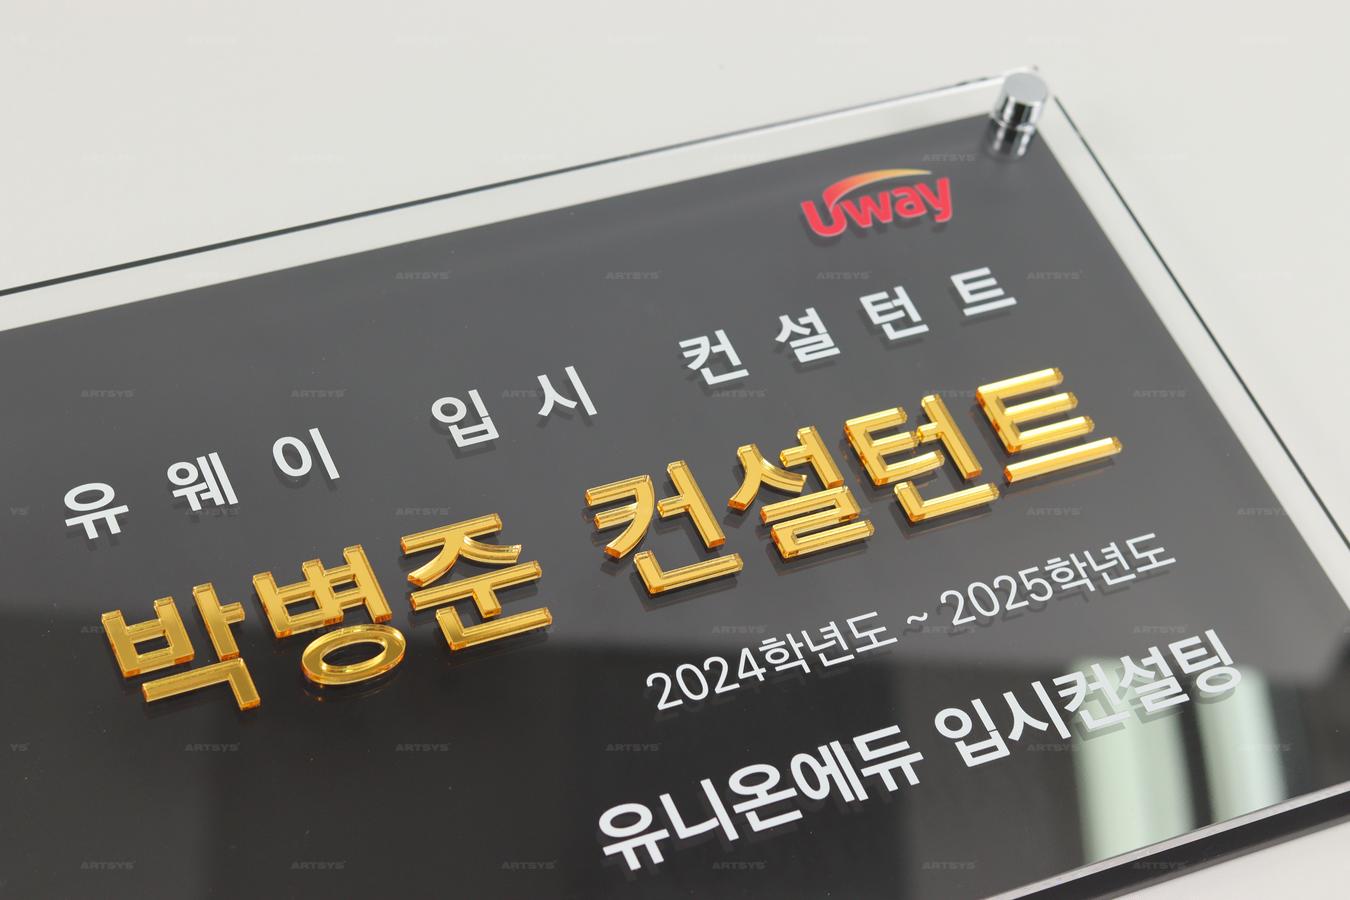 Uway
유웨이 입시 컨설턴트
박병준 컨설턴트
2024학년도 ~ 2025학년도
유니온에듀 입시컨설팅
ARTSYS